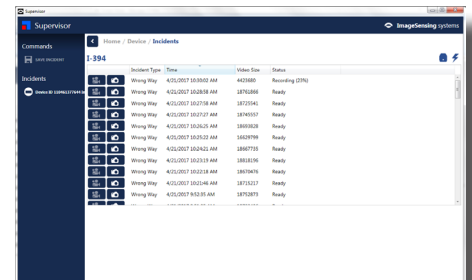 Supervisor
Supervisor
ImageSensing systems
Commands
SAVE INCIDENT
Incidents
Home / Device / Incidents
I-394
Incident Type Time Video Size Status
Wrong Way 4/21/2017 10:30:02 AM 4423680 Recording (23%)
Wrong Way 4/21/2017 10:28:58 AM 18761866 Ready
Wrong Way 4/21/2017 10:27:58 AM 18725541 Ready
Wrong Way 4/21/2017 10:27:27 AM 18745557 Ready
Wrong Way 4/21/2017 10:26:25 AM 18693828 Ready
Wrong Way 4/21/2017 10:25:22 AM 16629799 Ready
Wrong Way 4/21/2017 10:24:21 AM 18667735 Ready
Wrong Way 4/21/2017 10:23:19 AM 18818196 Ready
Wrong Way 4/21/2017 10:22:18 AM 18670476 Ready
Wrong Way 4/21/2017 10:21:46 AM 18715217 Ready
Wrong Way 4/21/2017 9:52:35 AM 18752873 Ready